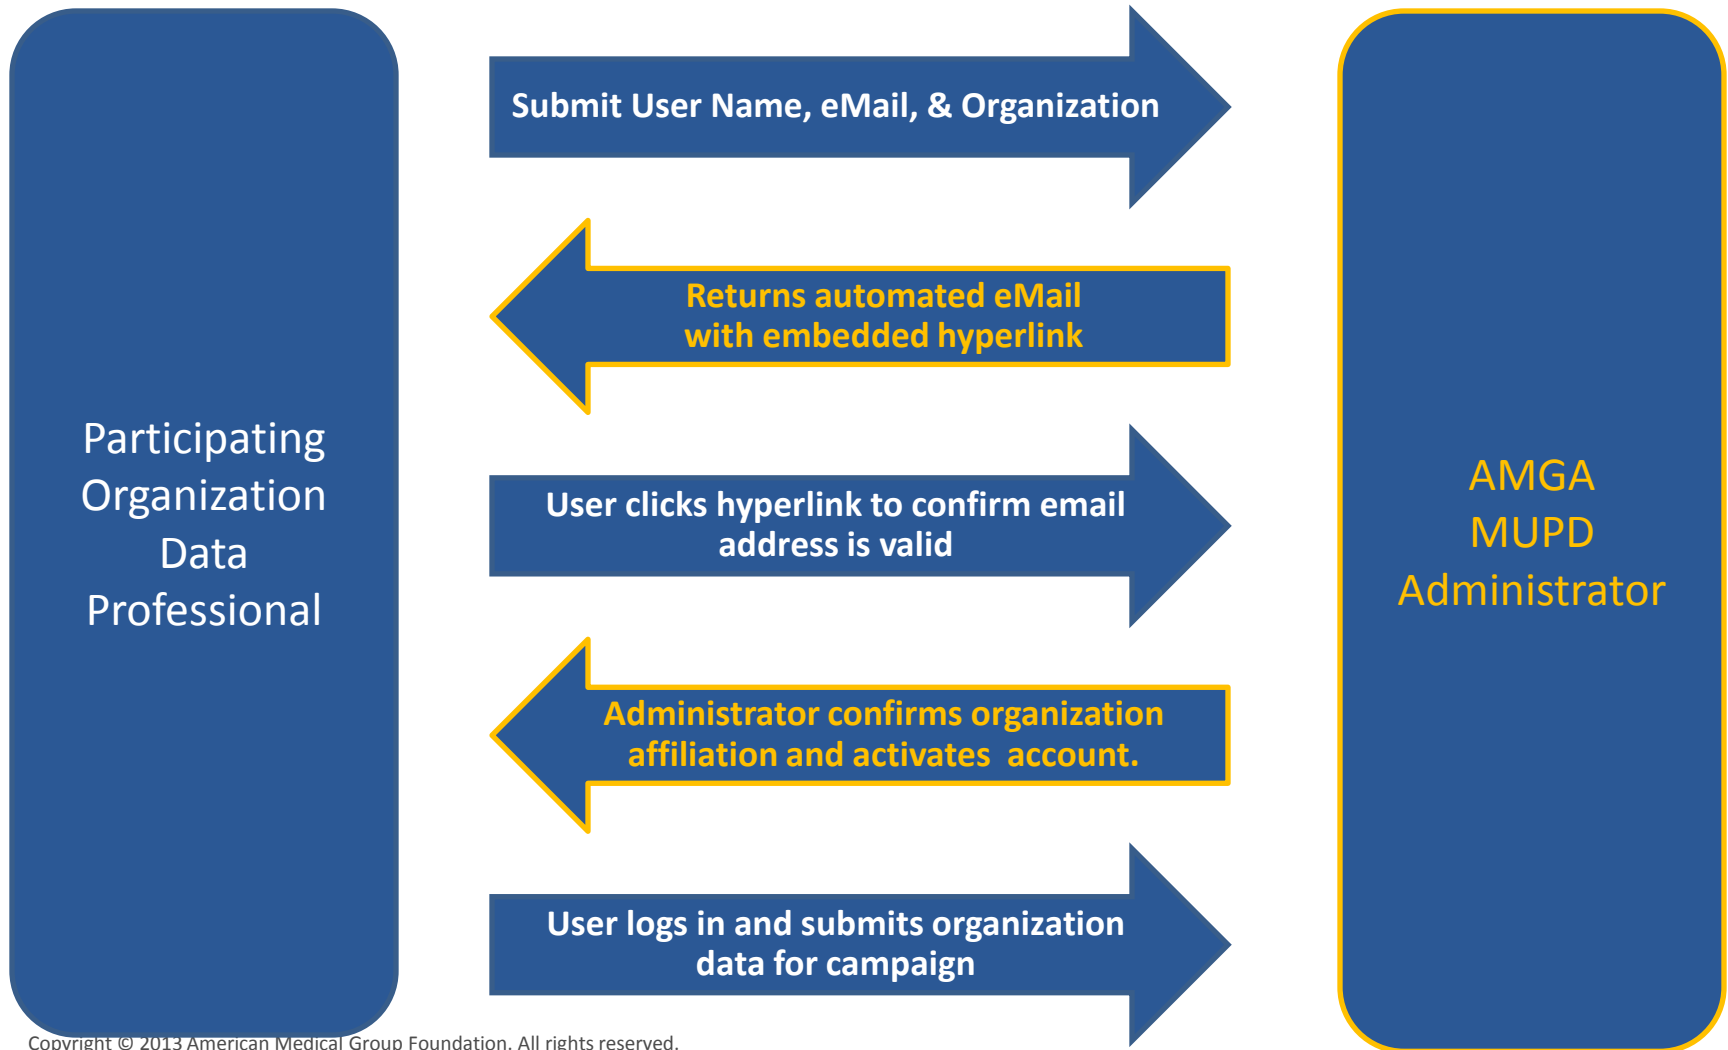 Submit User Name, eMail, & Organization
Returns automated eMail
with embedded hyperlink
Participating
Organization
Data
Professional
User clicks hyperlink to confirm email
address is valid
AMGA
MUPD
Administrator
Administrator confirms organization
affiliation and activates  account.
User logs in and submits organization
data for campaign
Copyright © 2013 American Medical Group Foundation. All rights reserved.